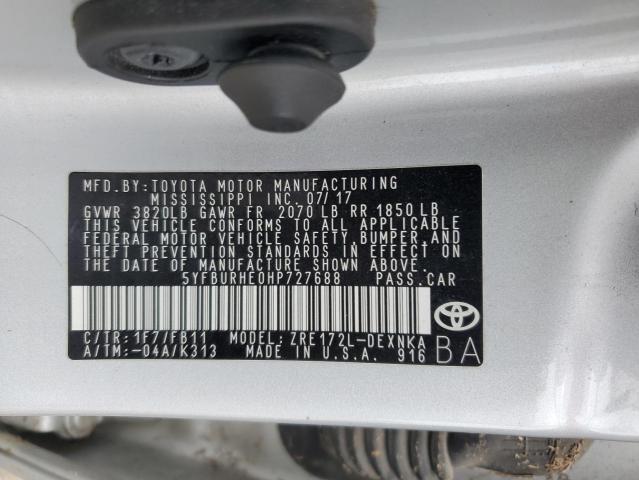 MFD.BY:TOYOTA MOTOR MANUFACTURING
MISSISSIPPI INC. 07/17
GVWR 3820LB GAWR FR 2070 LB RR 1850 LB
THIS VEHICLE CONFORMS TO ALL APPLICABLE
FEDERAL MOTOR VEHICLE SAFETY,BUMPER,AND
THEFT PREVENTION STANDARDS IN EFFECT ON
THE DATE OF MANUFACTURE SHOWN ABOVE.
5YFBURHE0HP727688 PASS.CAR
C/TR:1F7/FB11 MODEL:ZRE172L-DEXNKA
A/TM:-04A/K313 MADE IN U.S.A. 916
BA